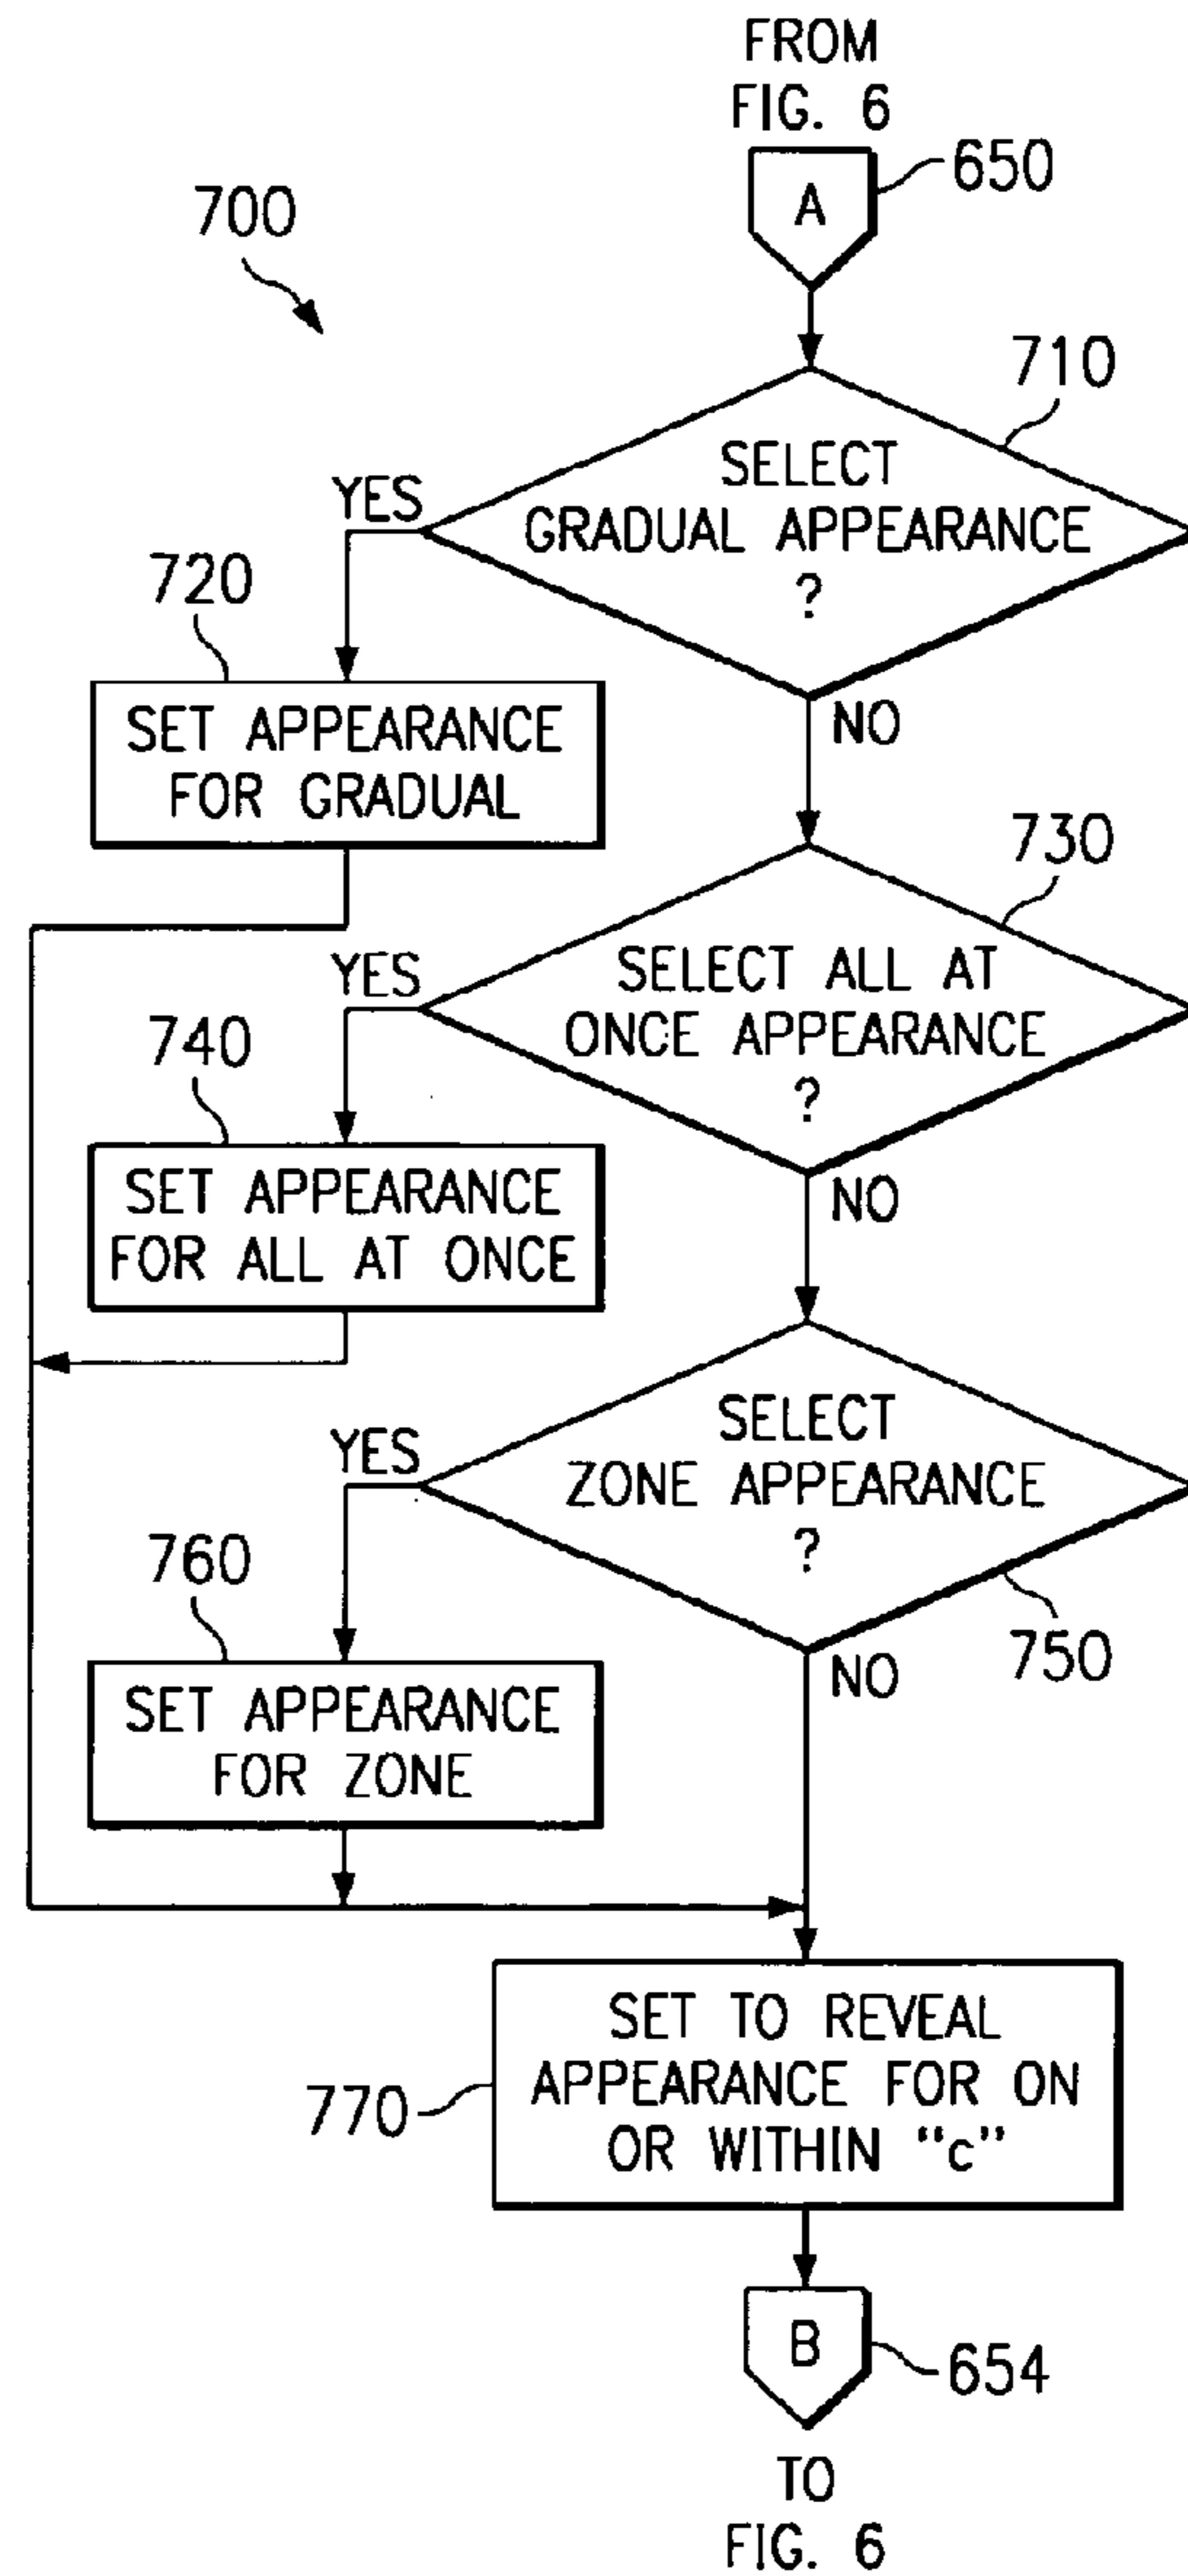 FROM
FIG. 6
650
A
700
710
SELECT
GRADUAL APPEARANCE
?
YES
NO
720
SET APPEARANCE
FOR GRADUAL
730
SELECT ALL AT
ONCE APPEARANCE
?
YES
NO
740
SET APPEARANCE
FOR ALL AT ONCE
SELECT
ZONE APPEARANCE
?
YES
NO
750
760
SET APPEARANCE
FOR ZONE
SET TO REVEAL
APPEARANCE FOR ON
OR WITHIN “c”
770
B
654
TO
FIG. 6